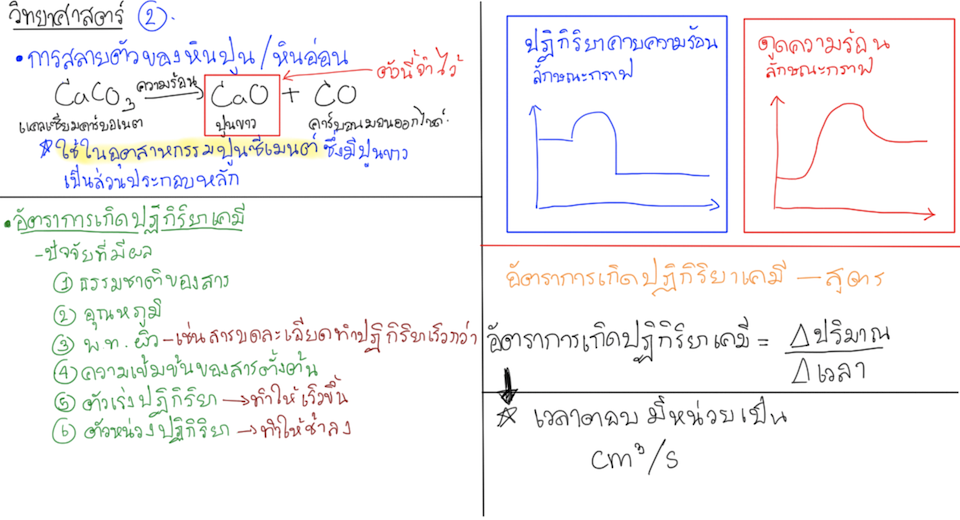 วิทยาศาสตร์ ②.
• การสลายตัวของหินปูน/หินอ่อน
ตัวนี้จำไว้
CaCO₃ ความร้อน→ CaO + CO
แคลเซียมคาร์บอเนต ปูนขาว คาร์บอนมอนออกไซด์.
☆ ใช้ในอุตสาหกรรมปูนซีเมนต์ ซึ่งมีปูนขาว
เป็นส่วนประกอบหลัก
• อัตราการเกิดปฏิกิริยาเคมี
- ปัจจัยที่มีผล
① ธรรมชาติของสาร
② อุณหภูมิ
③ พ.ท. ผิว - เช่นสารบดละเอียดทำปฏิกิริยาเร็วกว่า
④ ความเข้มข้นของสารตั้งต้น
⑤ ตัวเร่งปฏิกิริยา → ทำให้เร็วขึ้น
⑥ ตัวหน่วงปฏิกิริยา → ทำให้ช้าลง
ปฏิกิริยาคายความร้อน
ลักษณะกราฟ
ดูดความร้อน
ลักษณะกราฟ
อัตราการเกิดปฏิกิริยาเคมี - สูตร
อัตราการเกิดปฏิกิริยาเคมี = Δปริมาณ
Δเวลา
☆ เวลาตอบ มีหน่วยเป็น
cm³/s